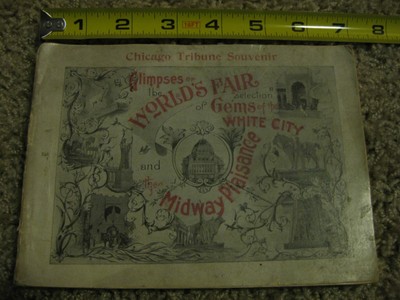 1 2 3 4 5 6 7 8
Chicago Tribune Souvenir
Glimpses of
the
WORLD'S FAIR
A selection
of Gems of the
WHITE CITY
and
the
Midway Plaisance